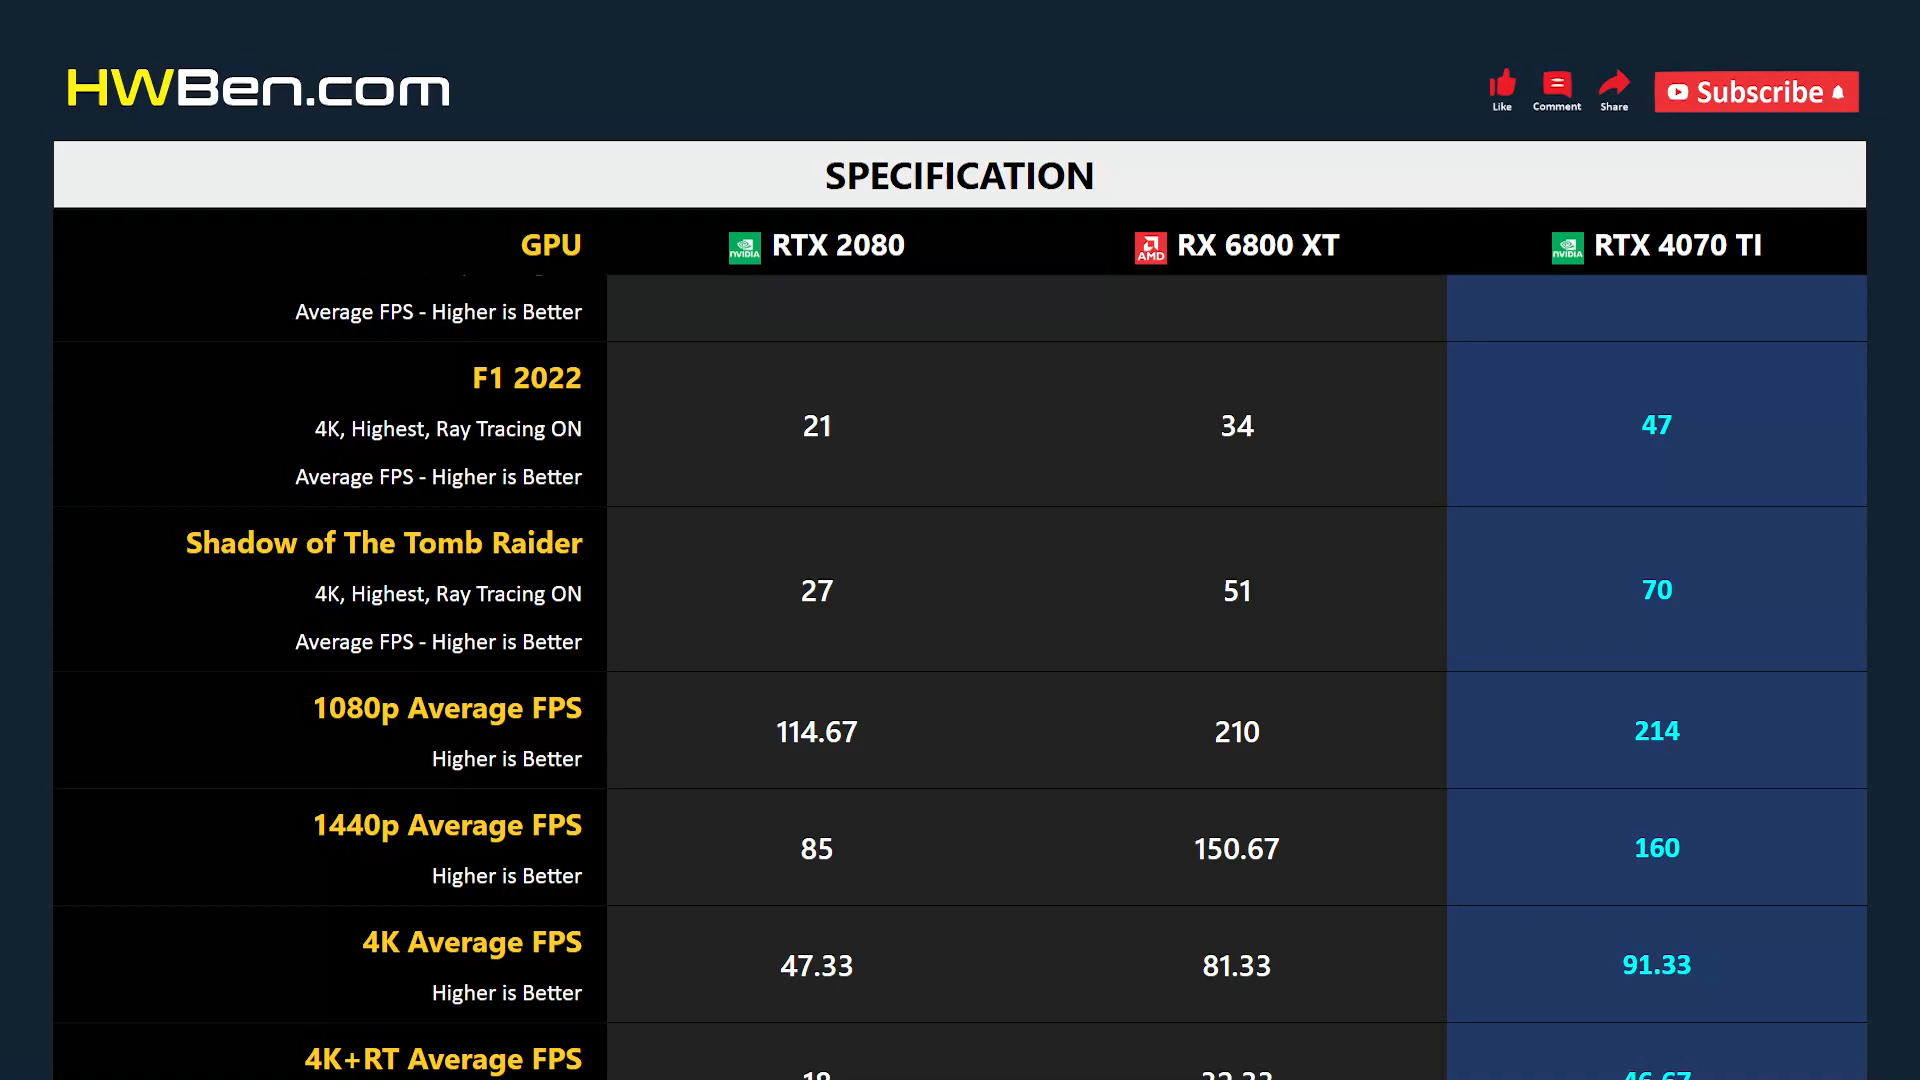 HWBen.com
Like Comment Share Subscribe
SPECIFICATION
GPU NVIDIA RTX 2080 AMD RX 6800 XT NVIDIA RTX 4070 TI
Average FPS - Higher is Better
F1 2022
4K, Highest, Ray Tracing ON 21 34 47
Average FPS - Higher is Better
Shadow of The Tomb Raider
4K, Highest, Ray Tracing ON 27 51 70
Average FPS - Higher is Better
1080p Average FPS 114.67 210 214
Higher is Better
1440p Average FPS 85 150.67 160
Higher is Better
4K Average FPS 47.33 81.33 91.33
Higher is Better
4K+RT Average FPS